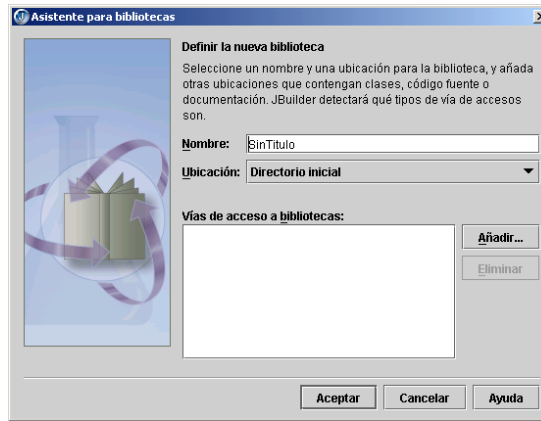 Asistente para bibliotecas
Definir la nueva biblioteca
Seleccione un nombre y una ubicación para la biblioteca, y añada
otras ubicaciones que contengan clases, código fuente o
documentación. JBuilder detectará qué tipos de vía de accesos
son.
Nombre: SinTitulo
Ubicación: Directorio inicial
Vías de acceso a bibliotecas:
Añadir...
Eliminar
Aceptar Cancelar Ayuda